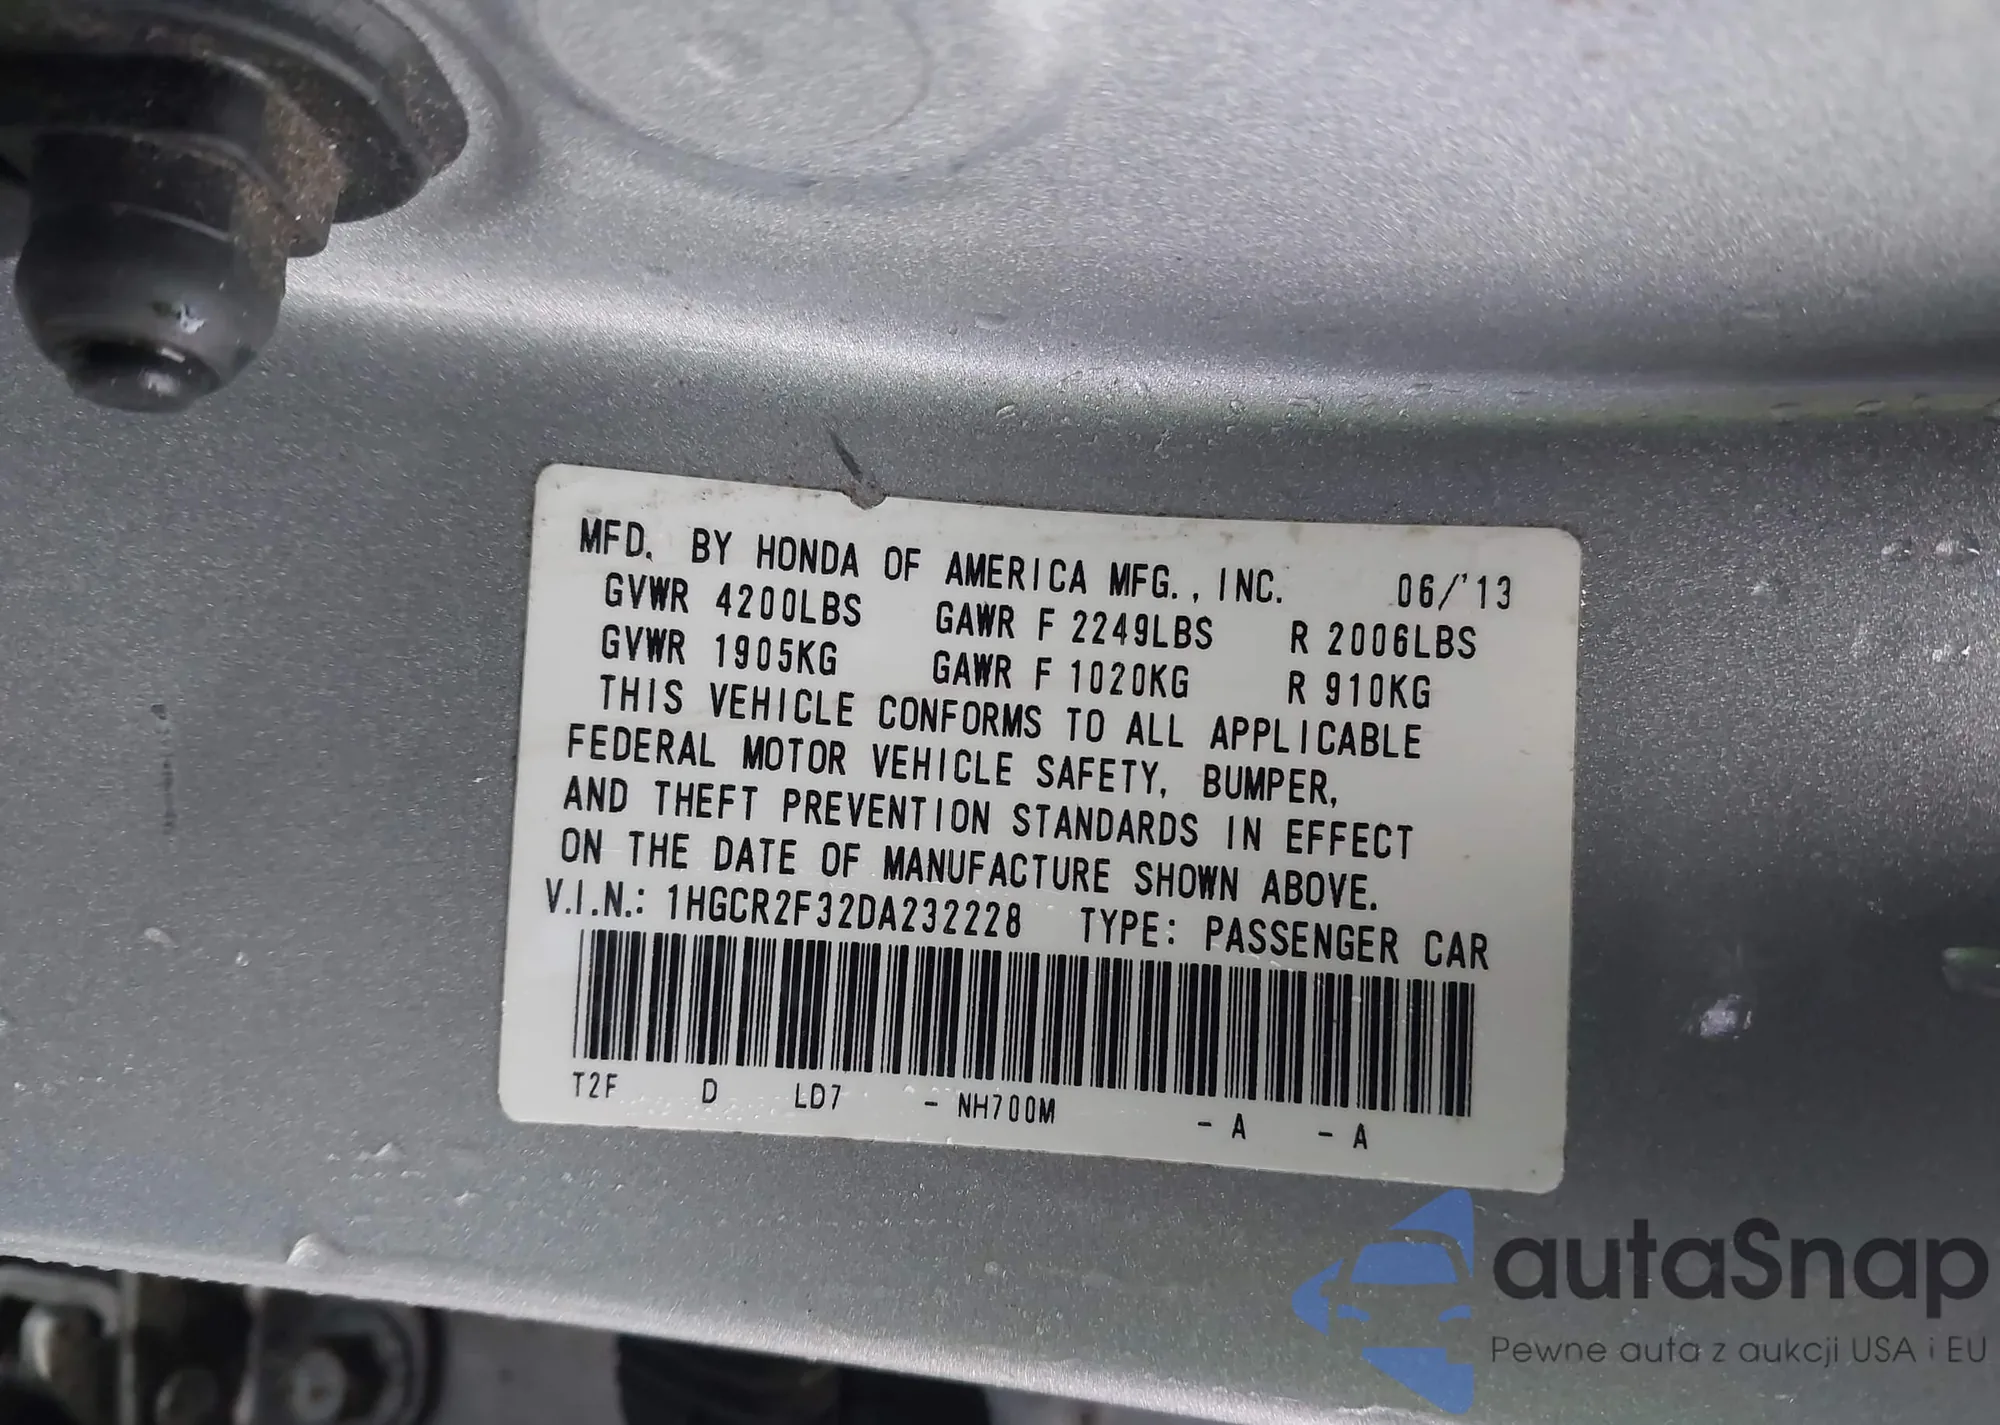 MFD. BY HONDA OF AMERICA MFG., INC. 06/'13
GVWR 4200LBS GAWR F 2249LBS R 2006LBS
GVWR 1905KG GAWR F 1020KG R 910KG
THIS VEHICLE CONFORMS TO ALL APPLICABLE
FEDERAL MOTOR VEHICLE SAFETY, BUMPER,
AND THEFT PREVENTION STANDARDS IN EFFECT
ON THE DATE OF MANUFACTURE SHOWN ABOVE.
V.I.N.: 1HGCR2F32DA232228 TYPE: PASSENGER CAR
T2F D LD7 - NH700M - A - A
autaSnap
Pewne auta z aukcji USA i EU